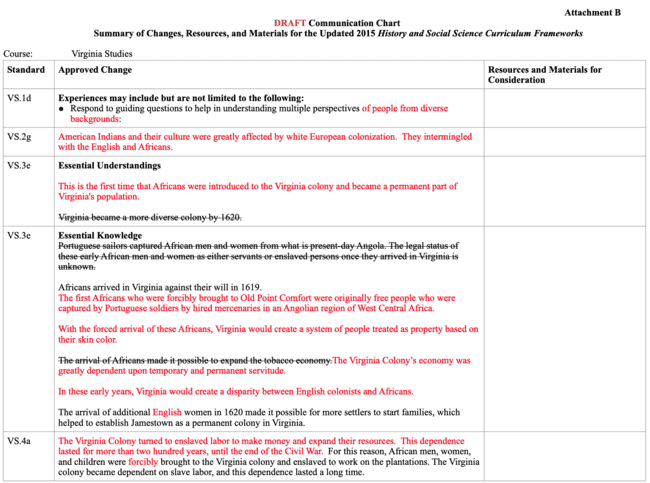 Attachment B
DRAFT Communication Chart
Summary of Changes, Resources, and Materials for the Updated 2015 History and Social Science Curriculum Frameworks
Course: Virginia Studies
Standard Approved Change Resources and Materials for
Consideration
VS.1d Experiences may include but are not limited to the following:
● Respond to guiding questions to help in understanding multiple perspectives of people from diverse
backgrounds:
VS.2g American Indians and their culture were greatly affected by white European colonization. They intermingled
with the English and Africans.
VS.3e Essential Understandings
This is the first time that Africans were introduced to the Virginia colony and became a permanent part of
Virginia's population.
Virginia became a more diverse colony by 1620.
VS.3e Essential Knowledge
Portuguese sailors captured African men and women from what is present-day Angola. The legal status of
these early African men and women as either servants or enslaved persons once they arrived in Virginia is
unknown.
Africans arrived in Virginia against their will in 1619.
The first Africans who were forcibly brought to Old Point Comfort were originally free people who were
captured by Portuguese soldiers by hired mercenaries in an Angolian region of West Central Africa.
With the forced arrival of these Africans, Virginia would create a system of people treated as property based on
their skin color.
The arrival of Africans made it possible to expand the tobacco economy.The Virginia Colony's economy was
greatly dependent upon temporary and permanent servitude.
In these early years, Virginia would create a disparity between English colonists and Africans.
The arrival of additional English women in 1620 made it possible for more settlers to start families, which
helped to establish Jamestown as a permanent colony in Virginia.
VS.4a The Virginia Colony turned to enslaved labor to make money and expand their resources. This dependence
lasted for more than two hundred years, until the end of the Civil War. For this reason, African men, women,
and children were forcibly brought to the Virginia colony and enslaved to work on the plantations. The Virginia
colony became dependent on slave labor, and this dependence lasted a long time.